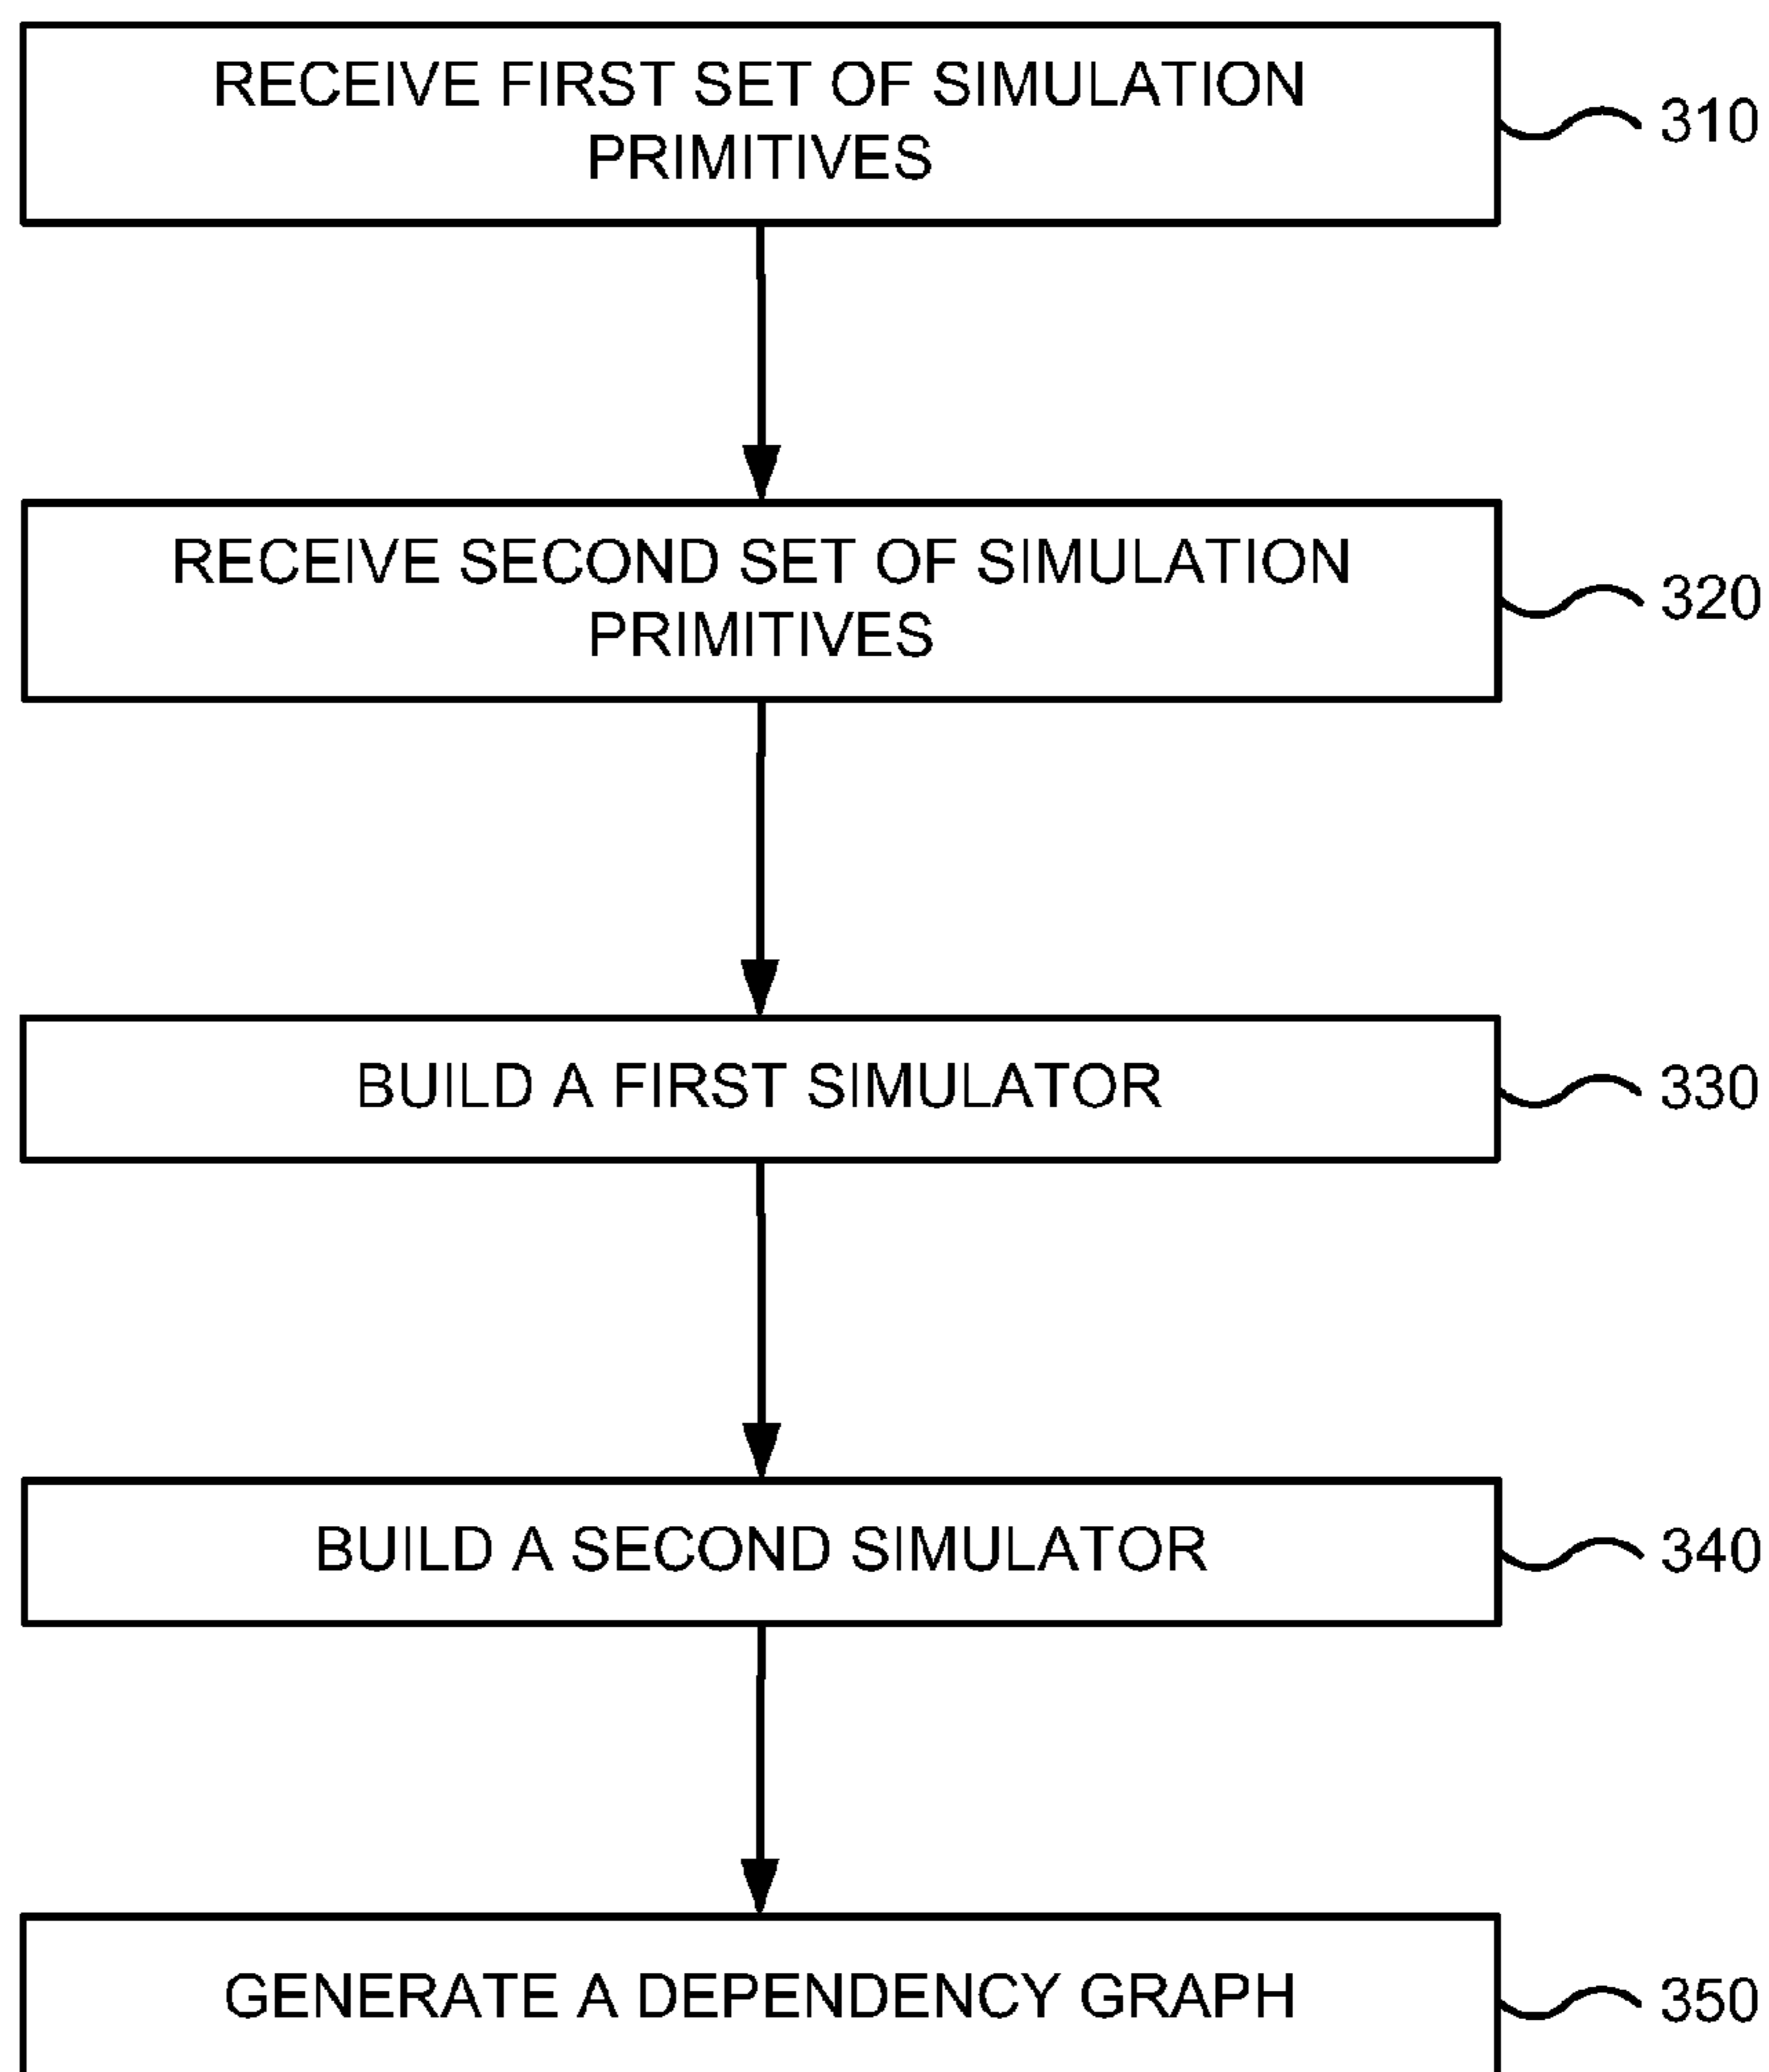 RECEIVE FIRST SET OF SIMULATION
PRIMITIVES
310
RECEIVE SECOND SET OF SIMULATION
PRIMITIVES
320
BUILD A FIRST SIMULATOR
330
BUILD A SECOND SIMULATOR
340
GENERATE A DEPENDENCY GRAPH
350